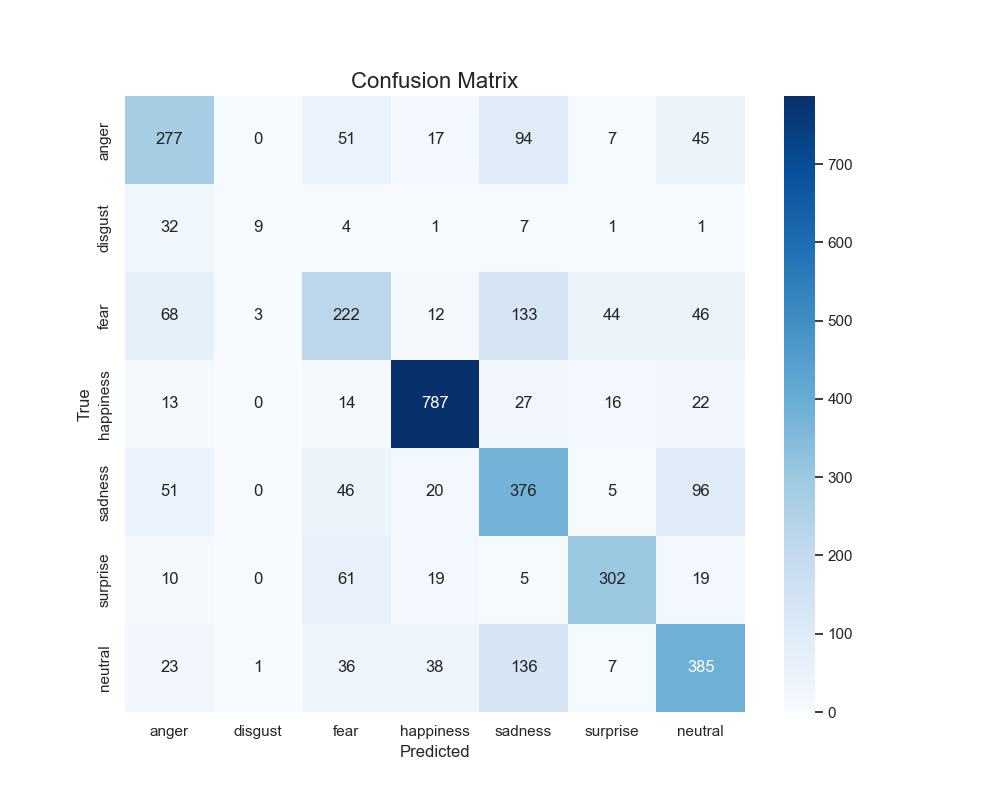 Confusion Matrix
anger 277 0 51 17 94 7 45
disgust 32 9 4 1 7 1 1
fear 68 3 222 12 133 44 46
happiness 13 0 14 787 27 16 22
sadness 51 0 46 20 376 5 96
surprise 10 0 61 19 5 302 19
neutral 23 1 36 38 136 7 385
anger disgust fear happiness sadness surprise neutral
Predicted
True
700
600
500
400
300
200
100
0